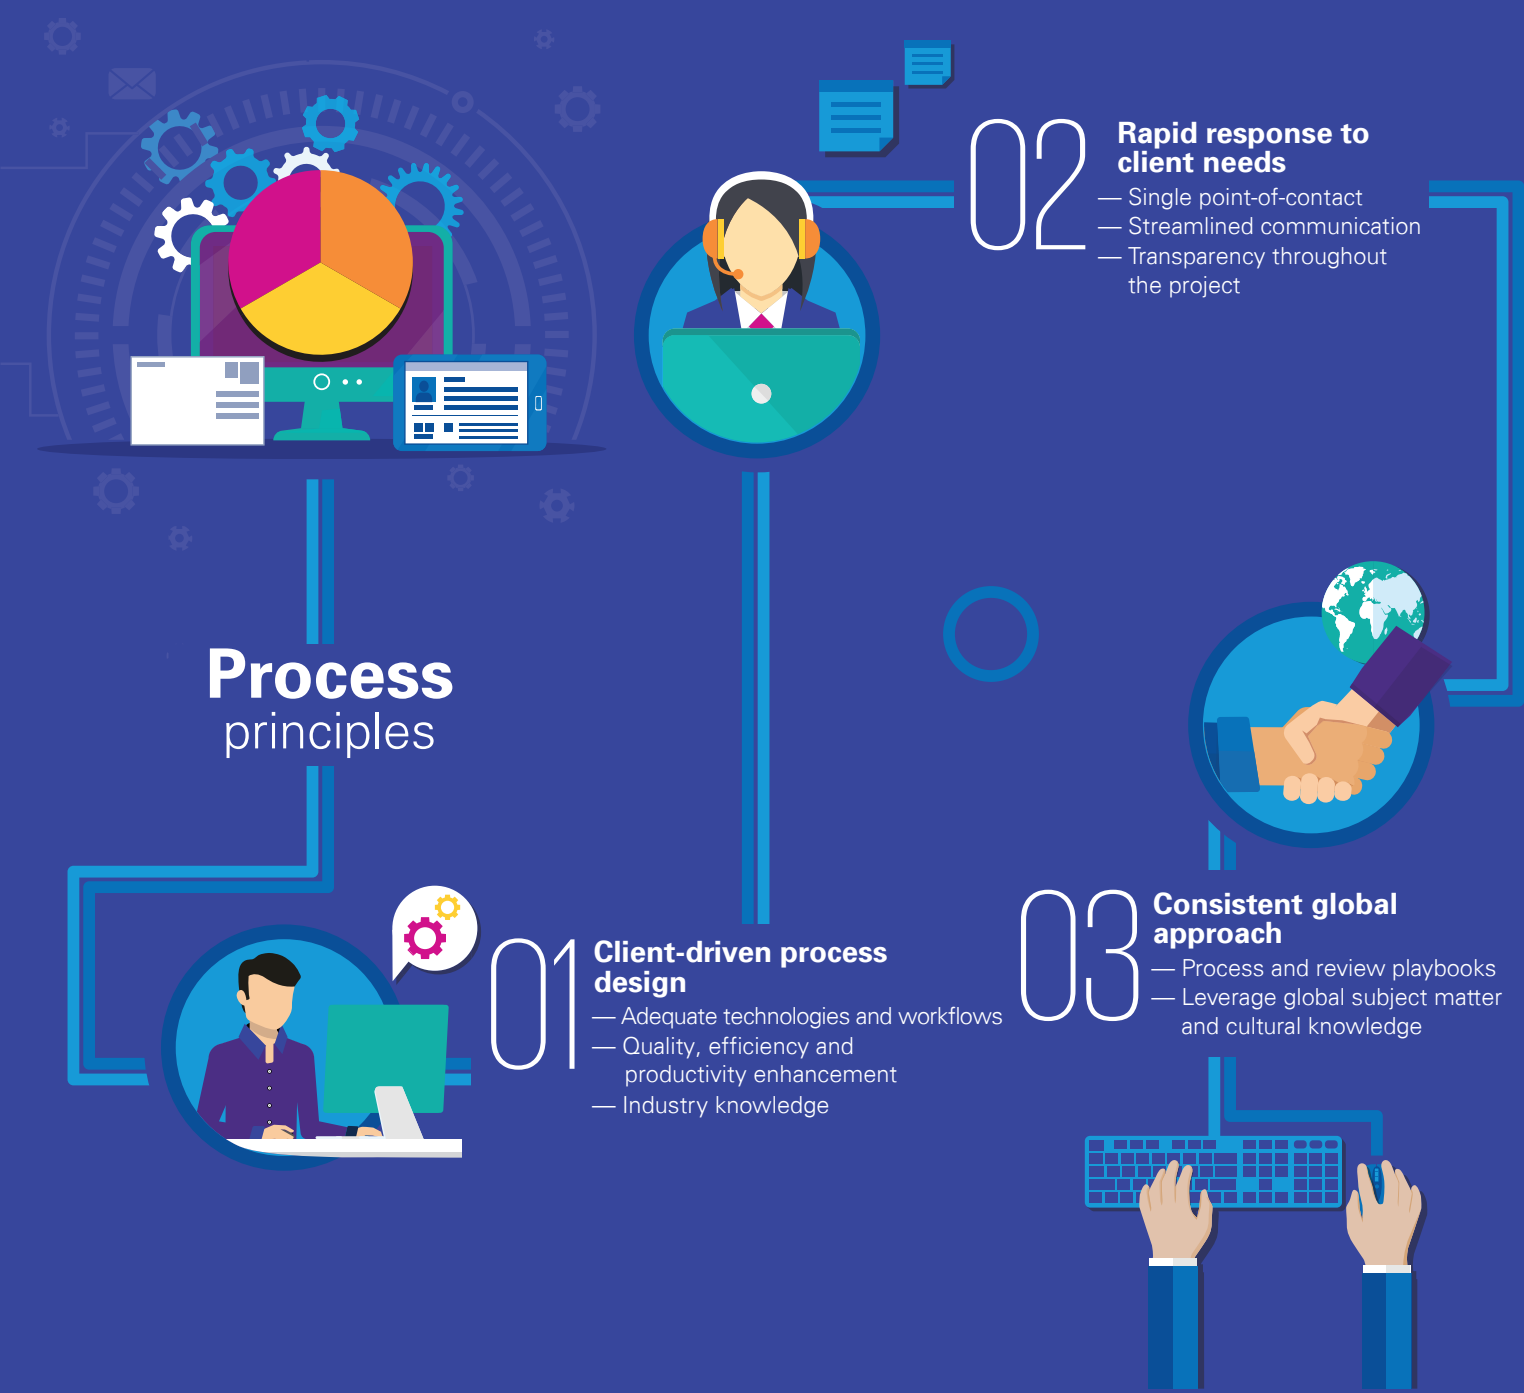 Process
principles
01
Client-driven process
design
— Adequate technologies and workflows
— Quality, efficiency and
productivity enhancement
— Industry knowledge
02
Rapid response to
client needs
— Single point-of-contact
— Streamlined communication
— Transparency throughout
the project
03
Consistent global
approach
— Process and review playbooks
— Leverage global subject matter
and cultural knowledge